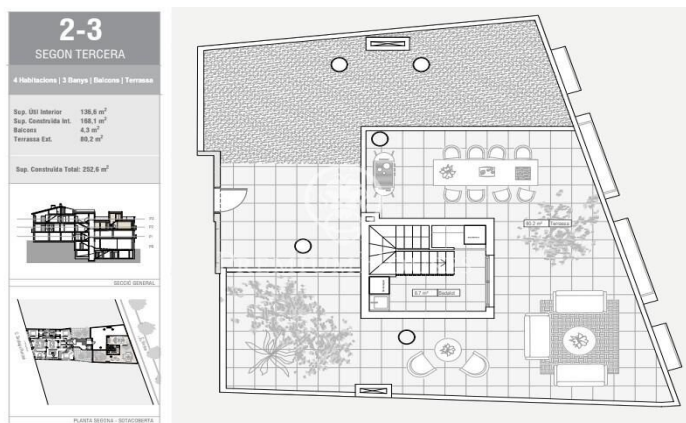 2-3
SEGON TERCERA
4 Habitacions | 3 Banys | Balcons | Terrassa
Sup. Útil Interior 136,6 m²
Sup. Construïda Int. 168,1 m²
Balcons 4,3 m²
Terrassa Ext. 80,2 m²
Sup. Construïda Total: 252,6 m²
SECCIÓ GENERAL
PLANTA SEGONA - SOTACOBERTA
80,2 m² Terrassa